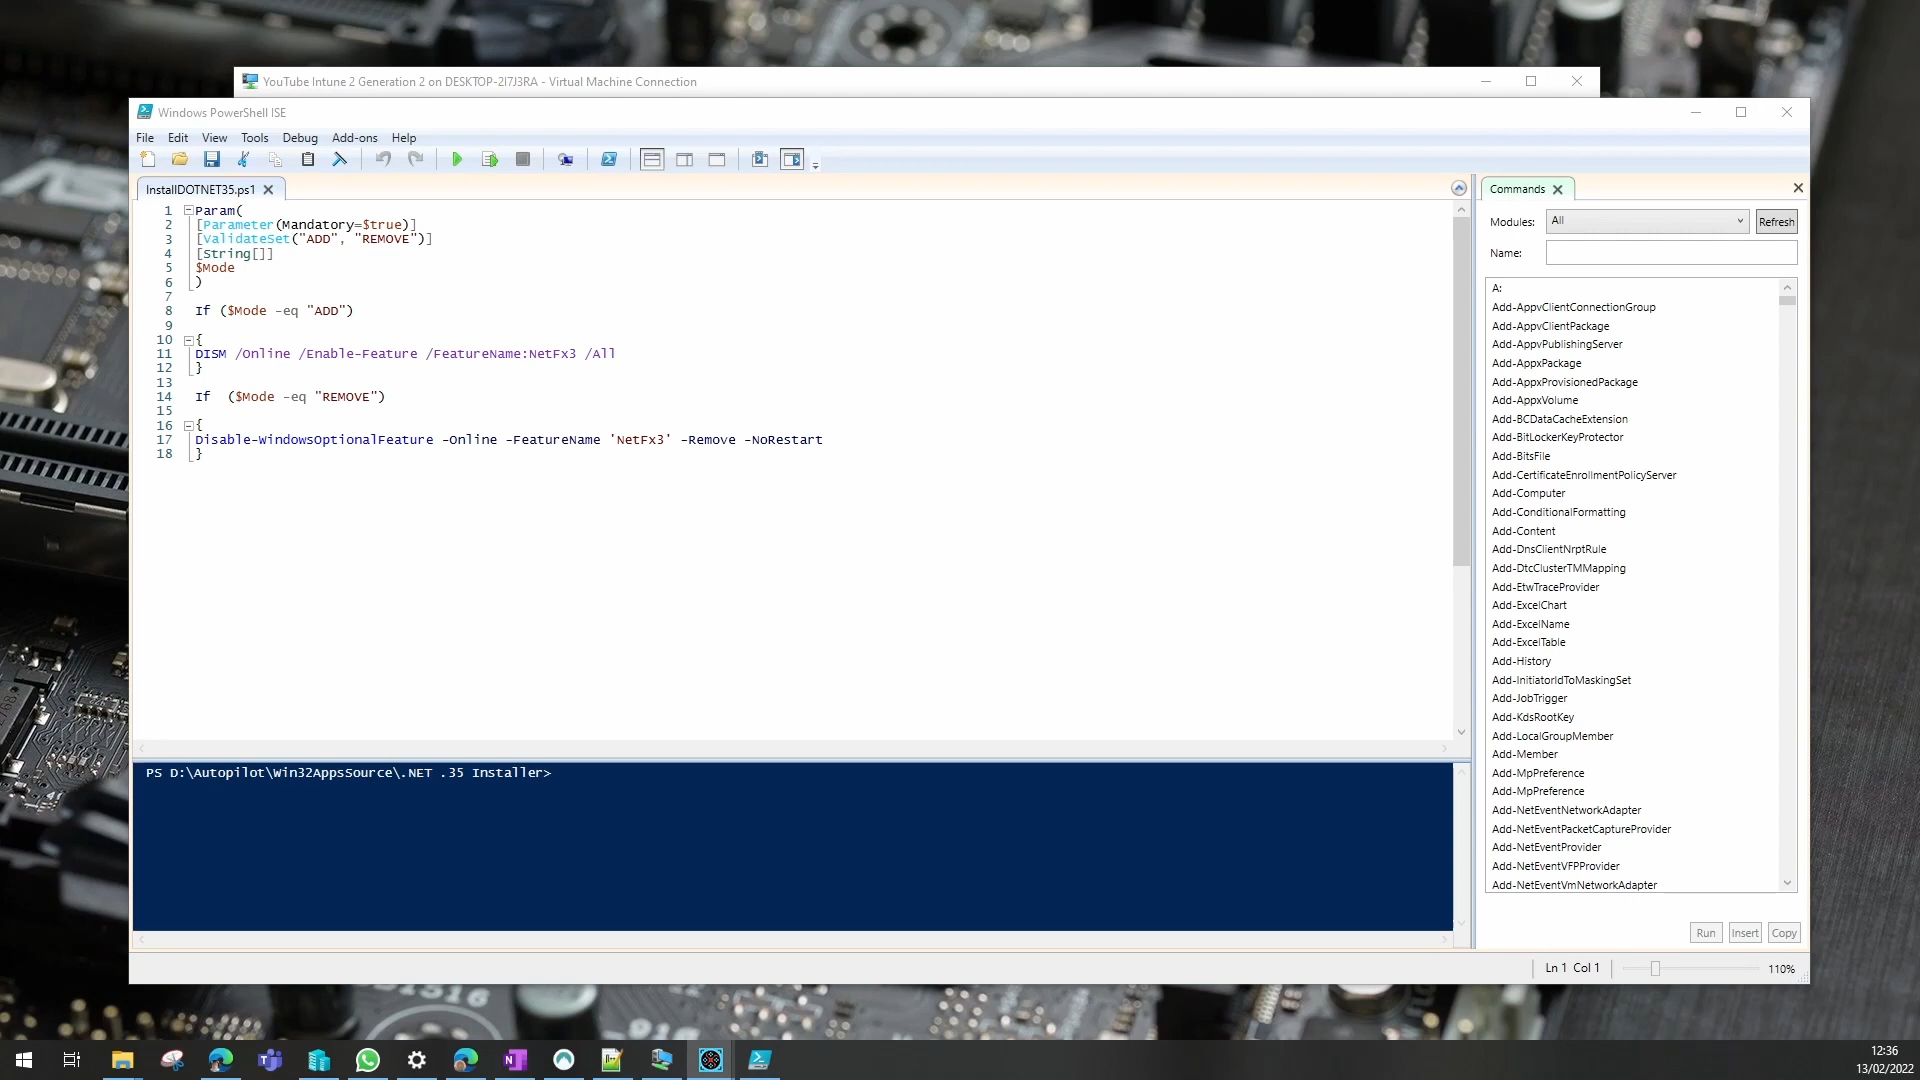 YouTube Intune 2 Generation 2 on DESKTOP-2I7J3RA - Virtual Machine Connection
Windows PowerShell ISE
File Edit View Tools Debug Add-ons Help
InstallDOTNET35.ps1
1 Param(
2 [Parameter(Mandatory=$true)]
3 [ValidateSet("ADD", "REMOVE")]
4 [String[]]
5 $Mode
6 )
7
8 If ($Mode -eq "ADD")
9
10 {
11 DISM /Online /Enable-Feature /FeatureName:NetFx3 /All
12 }
13
14 If  ($Mode -eq "REMOVE")
15
16 {
17 Disable-WindowsOptionalFeature -Online -FeatureName 'NetFx3' -Remove -NoRestart
18 }
PS D:\Autopilot\Win32AppsSource\.NET .35 Installer>
Commands
Modules: All Refresh
Name:
A:
Add-AppvClientConnectionGroup
Add-AppvClientPackage
Add-AppvPublishingServer
Add-AppxPackage
Add-AppxProvisionedPackage
Add-AppxVolume
Add-BCDataCacheExtension
Add-BitLockerKeyProtector
Add-BitsFile
Add-CertificateEnrollmentPolicyServer
Add-Computer
Add-ConditionalFormatting
Add-Content
Add-DnsClientNrptRule
Add-DtcClusterTMMapping
Add-EtwTraceProvider
Add-ExcelChart
Add-ExcelName
Add-ExcelTable
Add-History
Add-InitiatorIdToMaskingSet
Add-JobTrigger
Add-KdsRootKey
Add-LocalGroupMember
Add-Member
Add-MpPreference
Add-MpPreference
Add-NetEventNetworkAdapter
Add-NetEventPacketCaptureProvider
Add-NetEventProvider
Add-NetEventVFPProvider
Add-NetEventVmNetworkAdapter
Run Insert Copy
Ln 1 Col 1 110%
12:36
13/02/2022